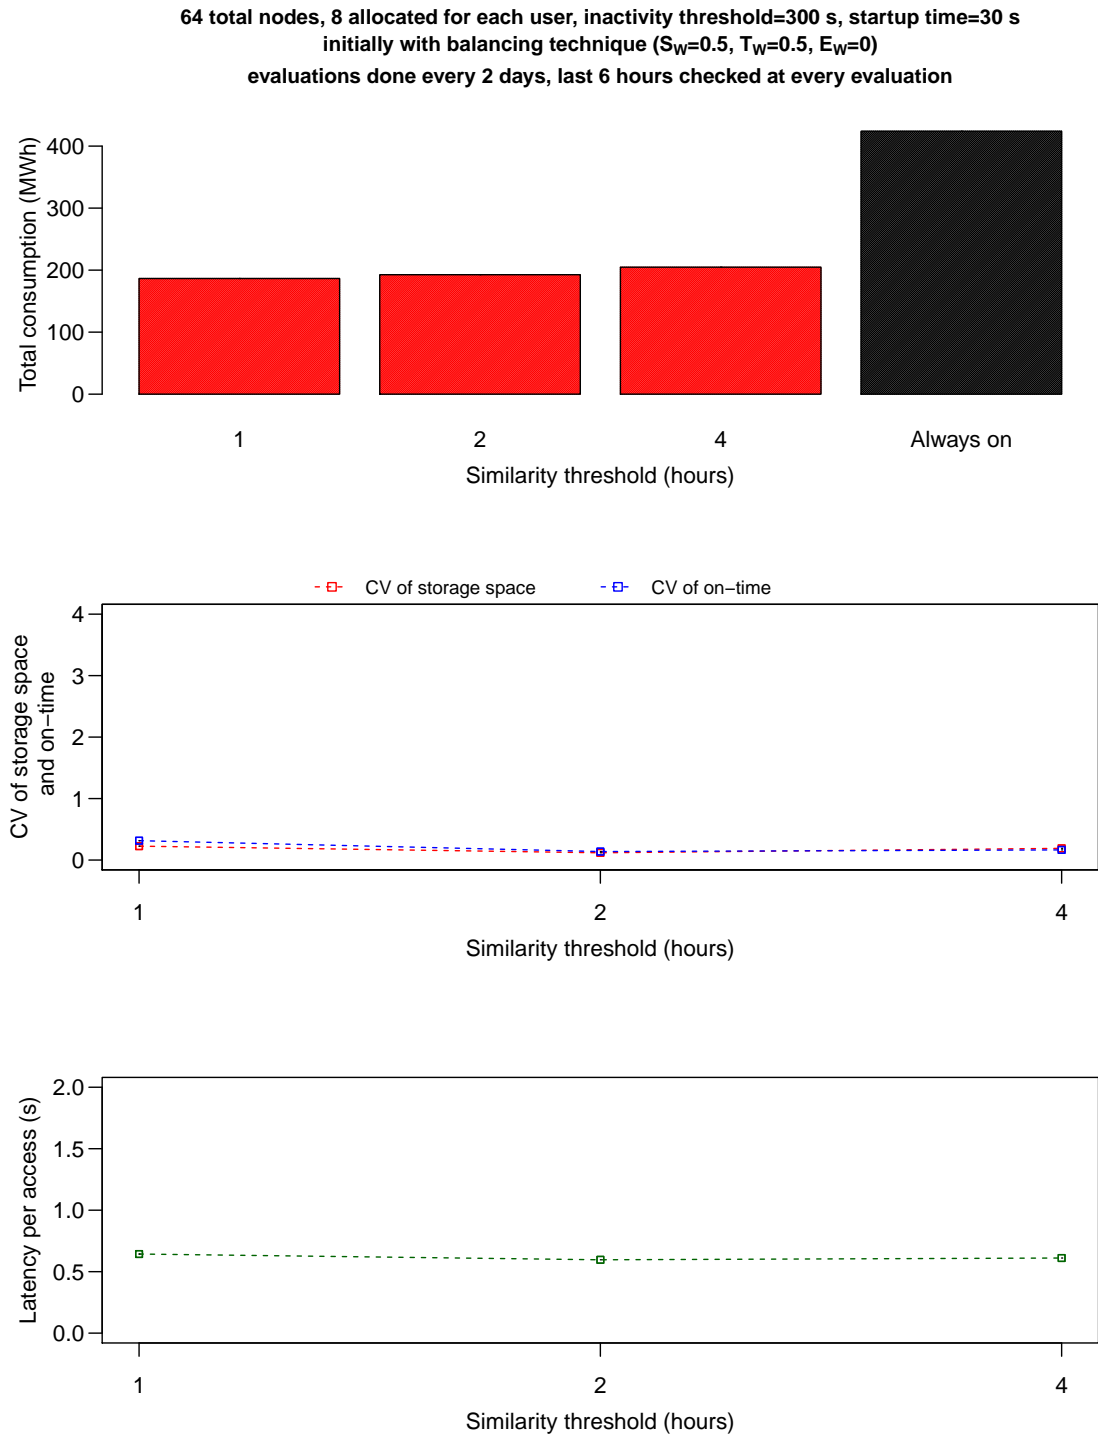 64 total nodes, 8 allocated for each user, inactivity threshold=300 s, startup time=30 s
initially with balancing technique (SW=0.5, TW=0.5, EW=0)
evaluations done every 2 days, last 6 hours checked at every evaluation
Total consumption (MWh)
400
300
200
100
0
1 2 4 Always on
Similarity threshold (hours)
CV of storage space CV of on−time
CV of storage space
and on−time
4
3
2
1
0
1 2 4
Similarity threshold (hours)
Latency per access (s)
2.0
1.5
1.0
0.5
0.0
1 2 4
Similarity threshold (hours)